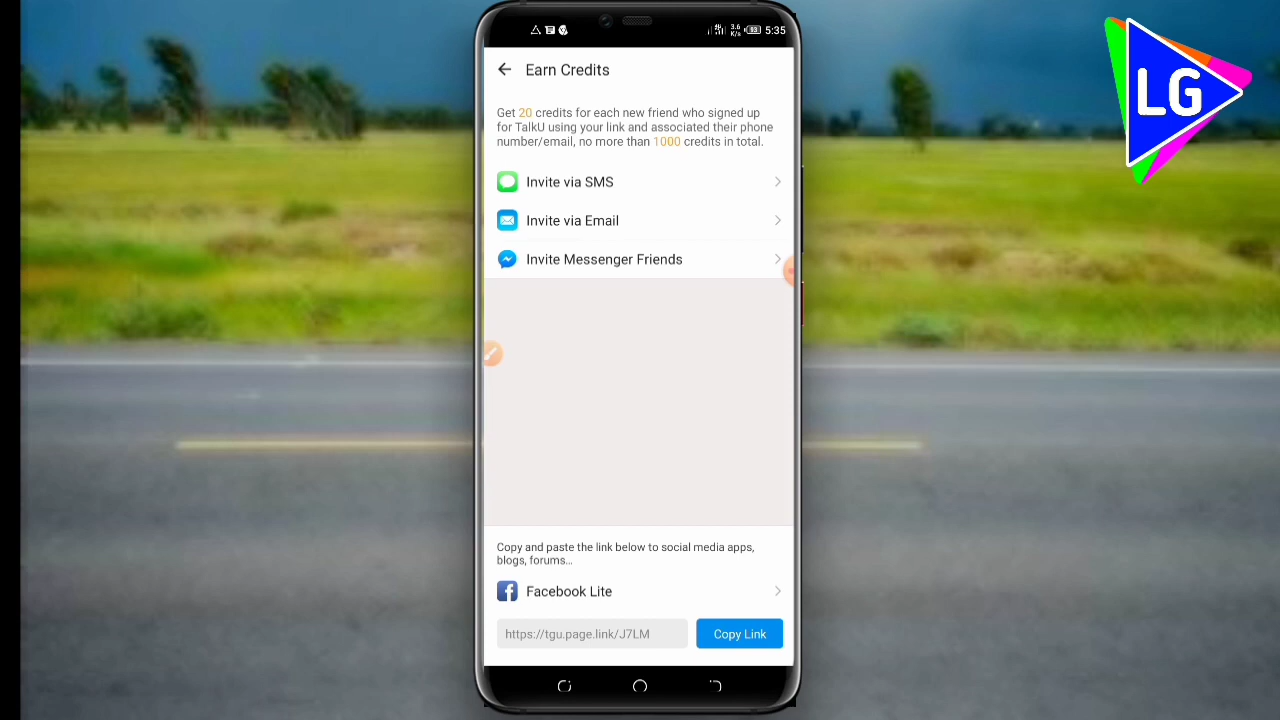 5:35
3.6
K/s
93
Earn Credits
Get 20 credits for each new friend who signed up
for TalkU using your link and associated their phone
number/email, no more than 1000 credits in total.
Invite via SMS
Invite via Email
Invite Messenger Friends
Copy and paste the link below to social media apps,
blogs, forums...
Facebook Lite
https://tgu.page.link/J7LM
Copy Link
LG